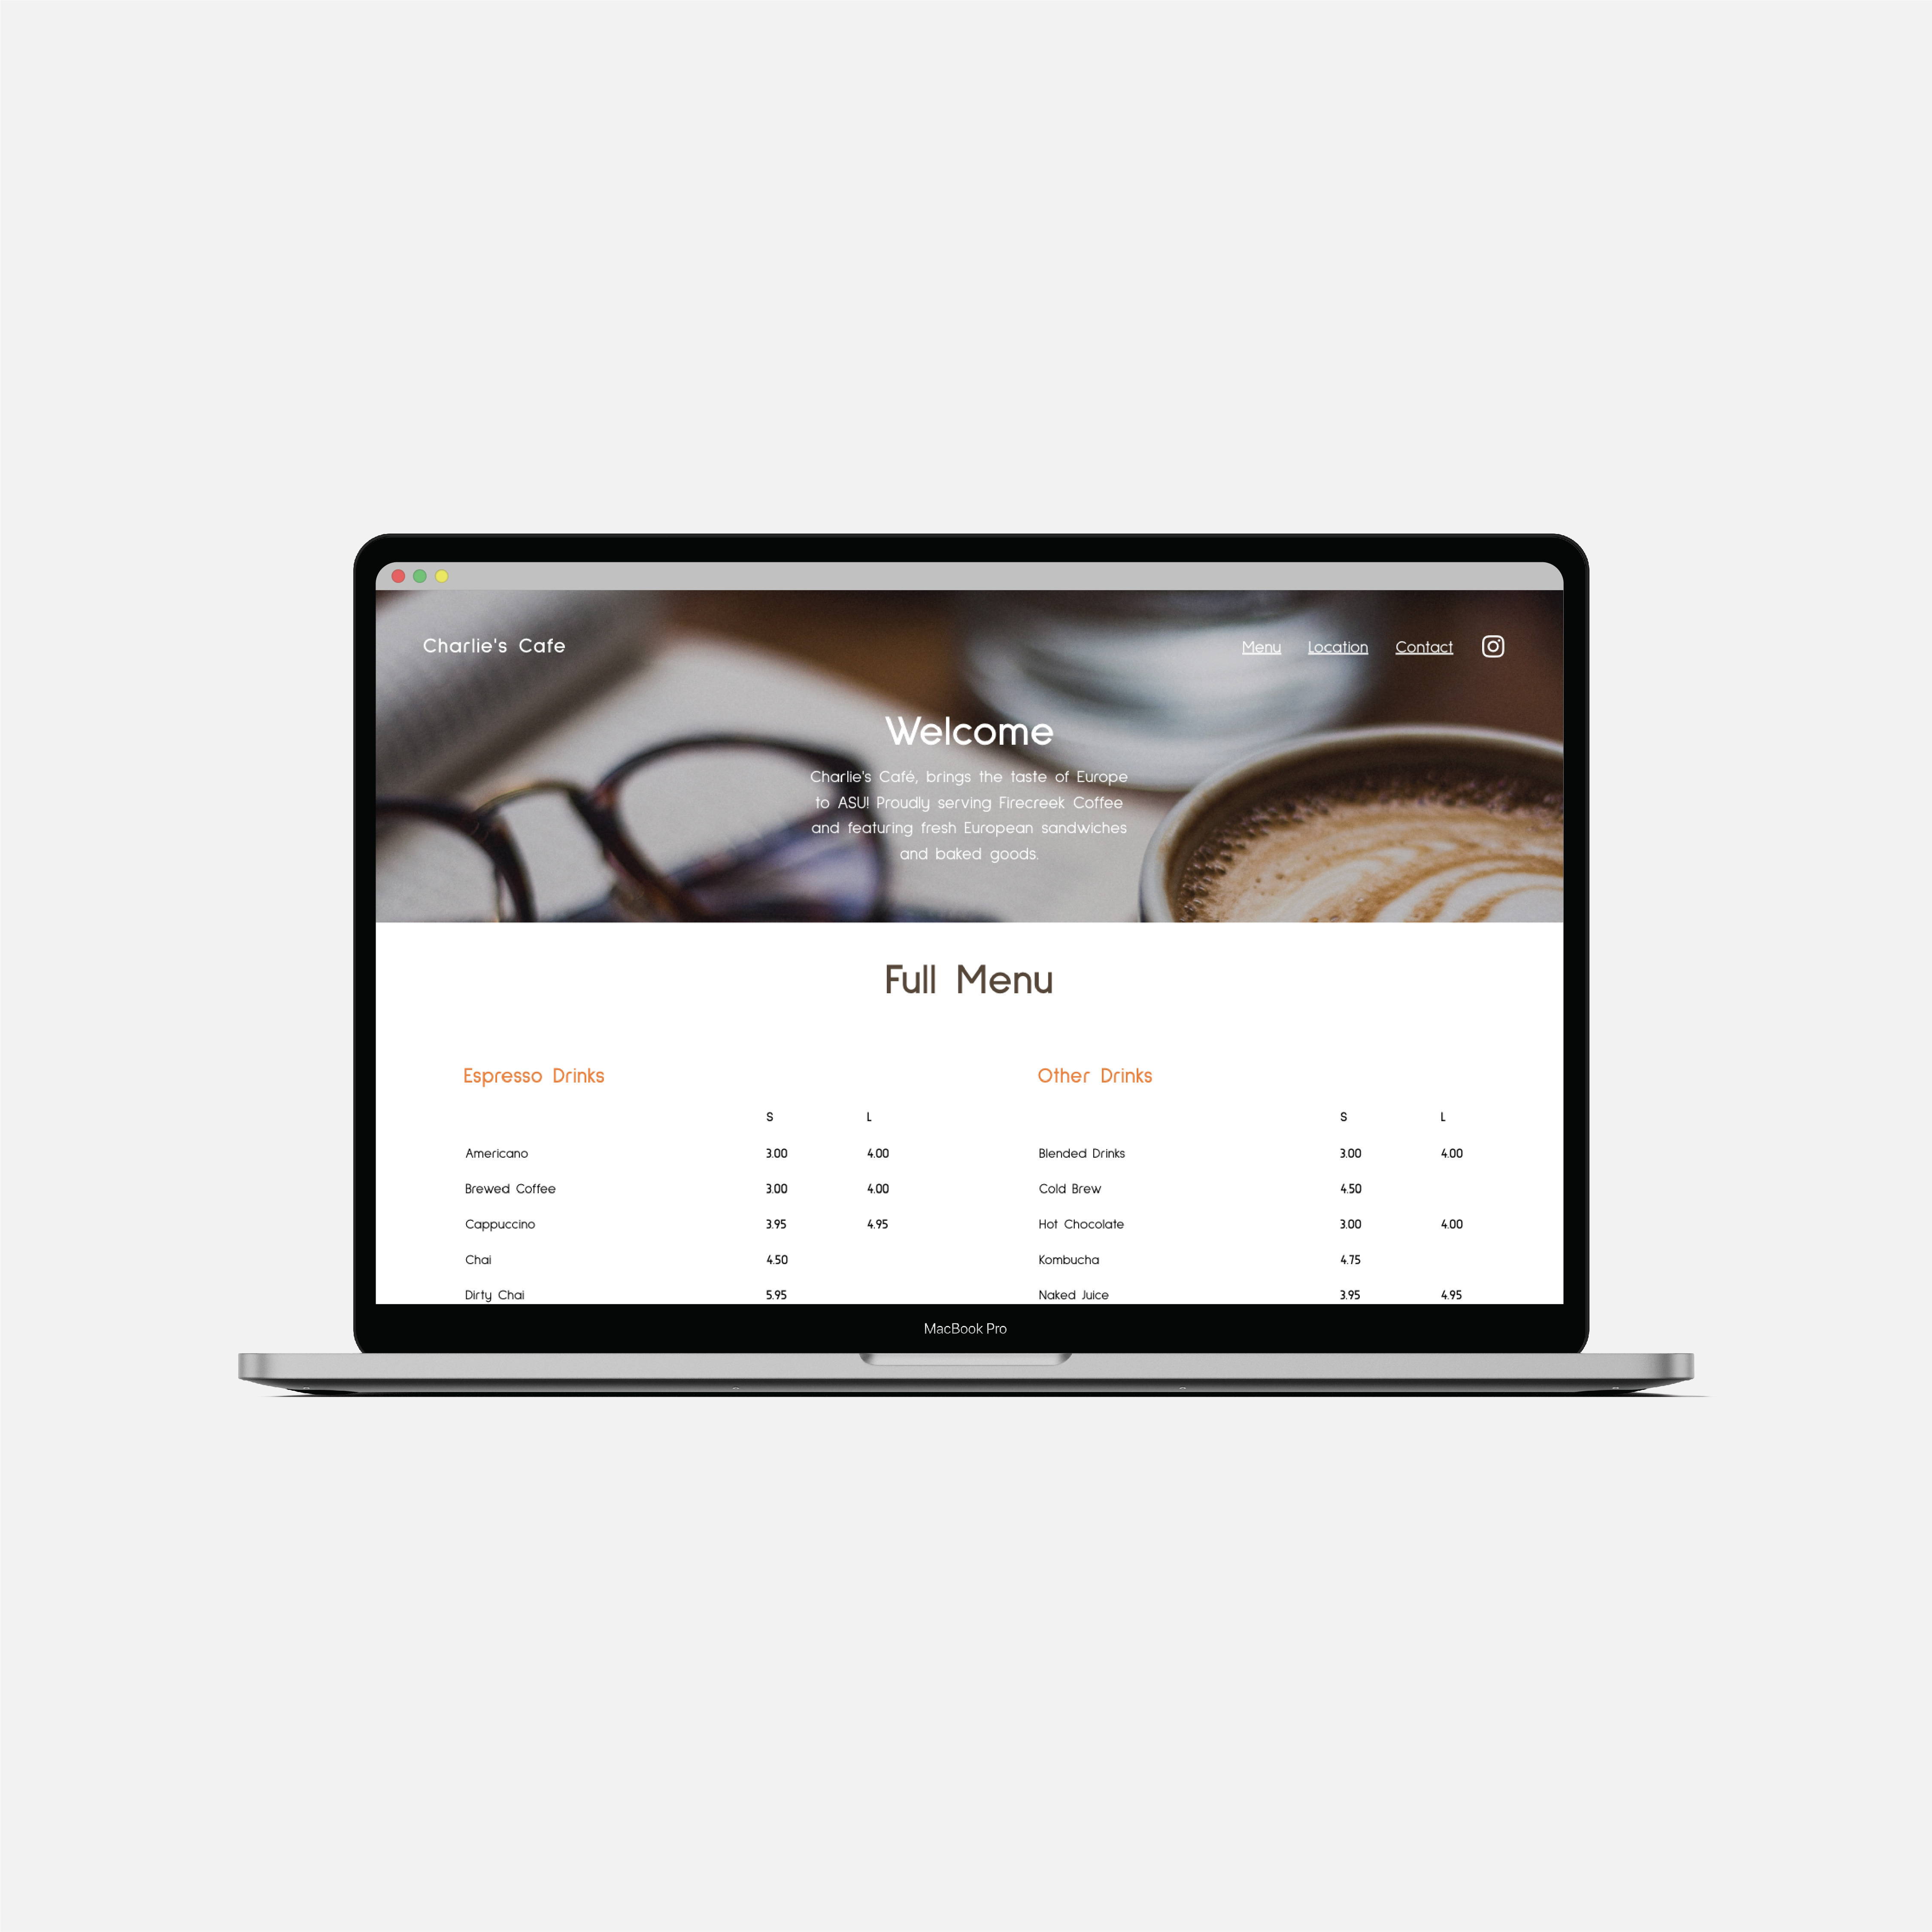 Charlie's Cafe
Menu Location Contact
Welcome
Charlie's Café, brings the taste of Europe
to ASU! Proudly serving Firecreek Coffee
and featuring fresh European sandwiches
and baked goods.
Full Menu
Espresso Drinks
S L
Americano 3.00 4.00
Brewed Coffee 3.00 4.00
Cappuccino 3.95 4.95
Chai 4.50
Dirty Chai 5.95
Other Drinks
S L
Blended Drinks 3.00 4.00
Cold Brew 4.50
Hot Chocolate 3.00 4.00
Kombucha 4.75
Naked Juice 3.95 4.95
MacBook Pro